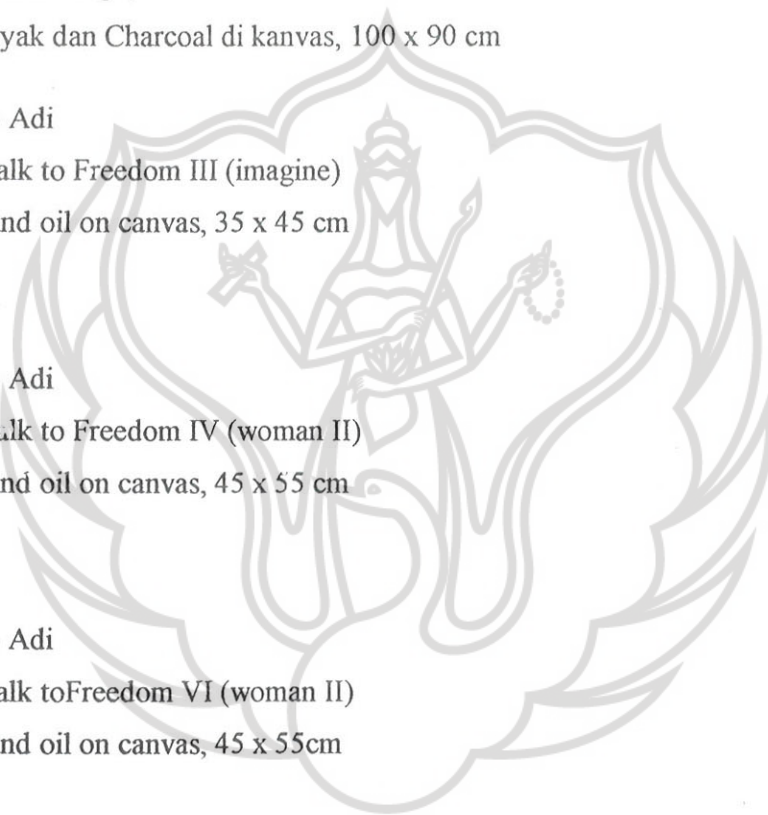 yak dan Charcoal di kanvas, 100 x 90 cm
Adi
alk to Freedom III (imagine)
nd oil on canvas, 35 x 45 cm
Adi
alk to Freedom IV (woman II)
nd oil on canvas, 45 x 55 cm
Adi
alk toFreedom VI (woman II)
nd oil on canvas, 45 x 55cm